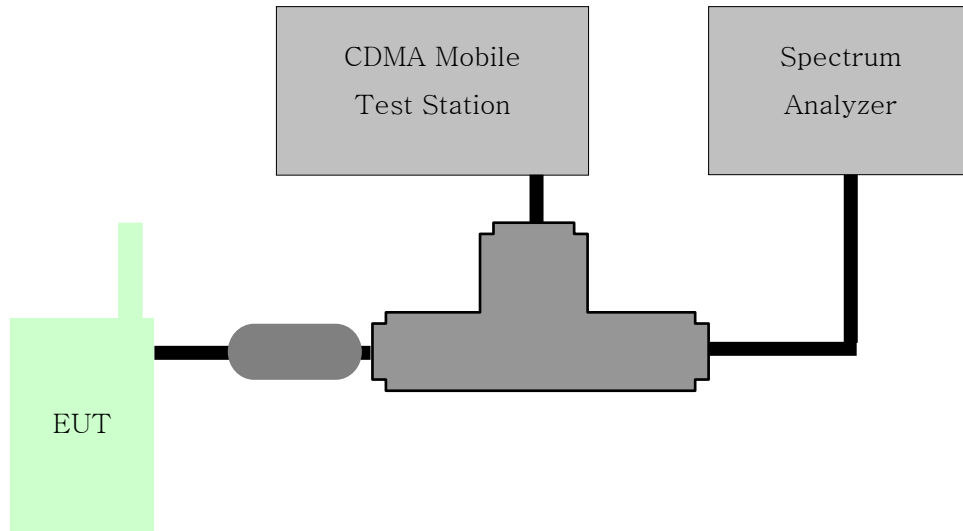 CDMA Mobile
Test Station
Spectrum
Analyzer
EUT